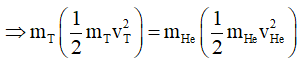 ⇒ m_T (1/2 m_T v_T^2) = m_He (1/2 m_He v_He^2)